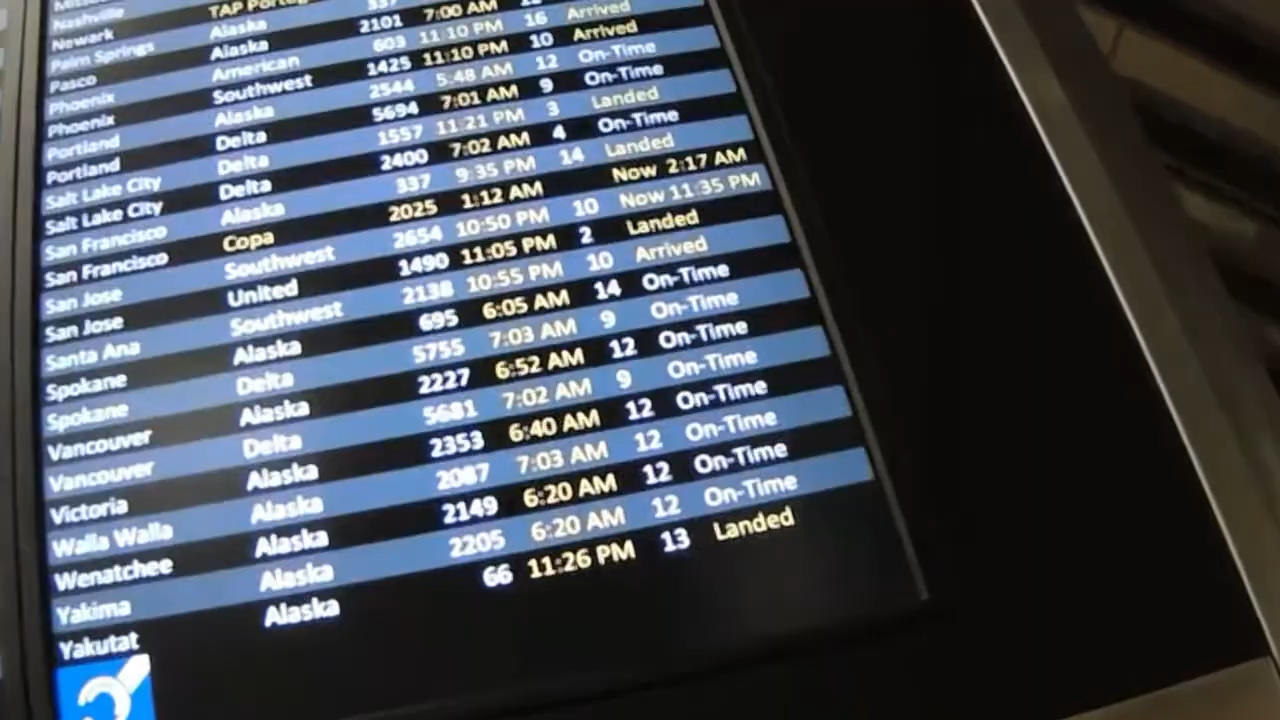 Nashville
Newark TAP
Palm Springs Alaska
Pasco Alaska 2101 7:00 AM
Phoenix American 603 11:10 PM 16 Arrived
Phoenix Southwest 1425 11:10 PM 10 Arrived
Portland Alaska 2544 5:48 AM 12 On-Time
Portland Delta 5694 7:01 AM 9 On-Time
Salt Lake City Delta 1557 11:21 PM 3 Landed
Salt Lake City Delta 2400 7:02 AM 4 On-Time
San Francisco Alaska 337 9:35 PM 14 Landed
San Francisco Copa 2025 1:12 AM Now 2:17 AM
San Jose Southwest 2654 10:50 PM 10 Now 11:35 PM
San Jose United 1490 11:05 PM 2 Landed
Santa Ana Southwest 2138 10:55 PM 10 Arrived
Spokane Alaska 695 6:05 AM 14 On-Time
Spokane Delta 5755 7:03 AM 9 On-Time
Vancouver Alaska 2227 6:52 AM 12 On-Time
Vancouver Delta 5681 7:02 AM 9 On-Time
Victoria Alaska 2353 6:40 AM 12 On-Time
Walla Walla Alaska 2087 7:03 AM 12 On-Time
Wenatchee Alaska 2149 6:20 AM 12 On-Time
Yakima Alaska 2205 6:20 AM 12 On-Time
Yakutat Alaska 66 11:26 PM 13 Landed